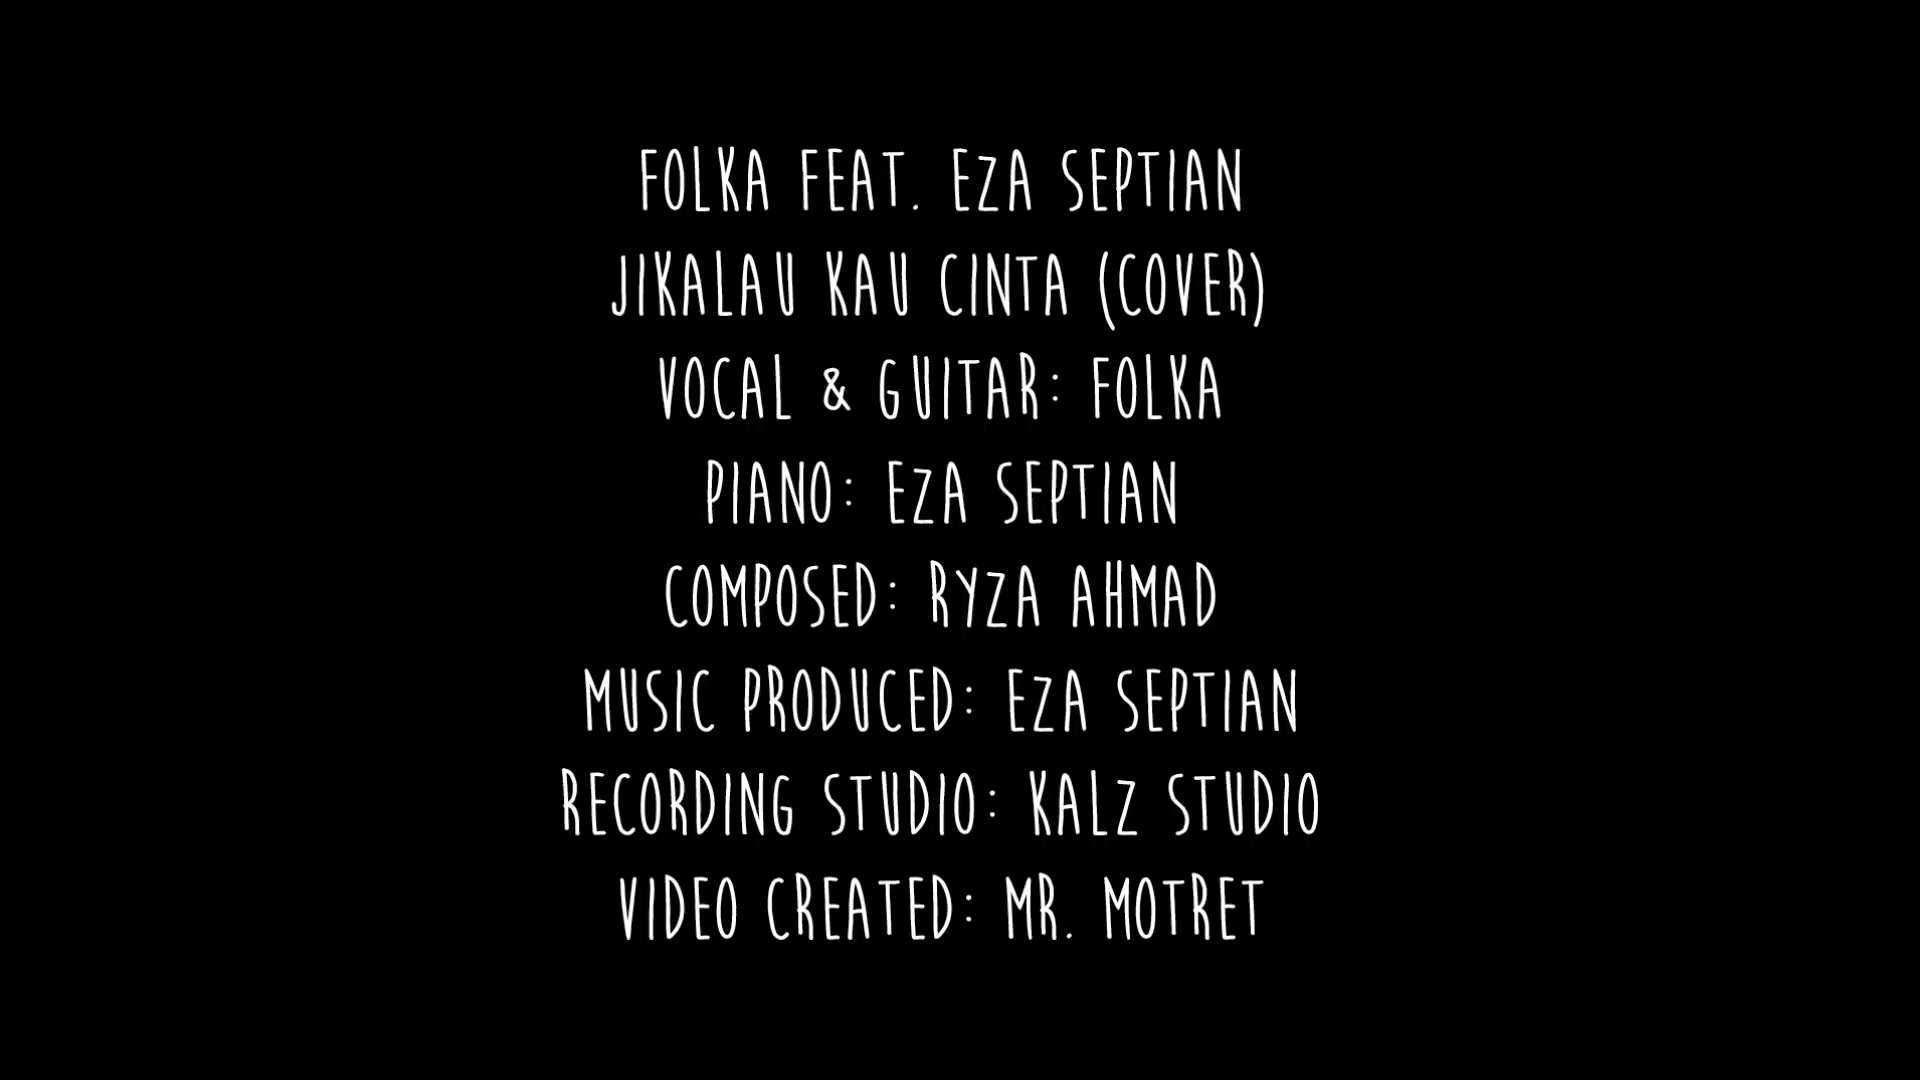 FOLKA FEAT. EZA SEPTIAN
JIKALAU KAU CINTA (COVER)
VOCAL & GUITAR: FOLKA
PIANO: EZA SEPTIAN
COMPOSED: RYZA AHMAD
MUSIC PRODUCED: EZA SEPTIAN
RECORDING STUDIO: KALZ STUDIO
VIDEO CREATED: MR. MOTRET